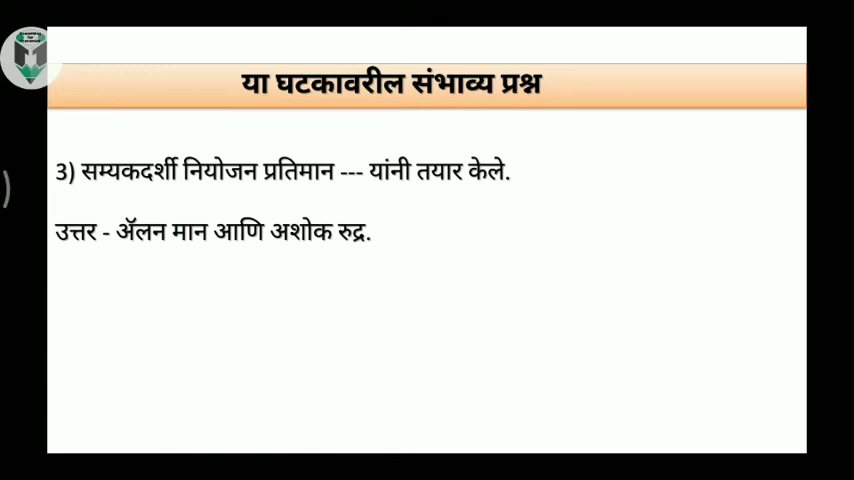 या घटकावरील संभाव्य प्रश्न
3) सम्यकदर्शी नियोजन प्रतिमान --- यांनी तयार केले.
उत्तर - ॲलन मान आणि अशोक रुद्र.